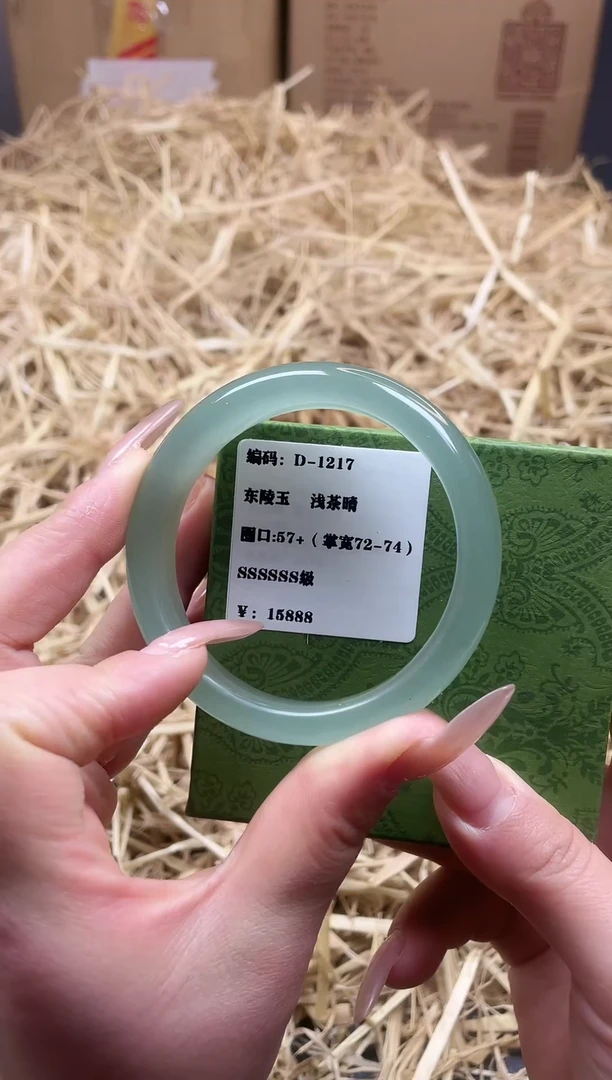 编码: D-1217
东陵玉 浅茶晴
圈口:57+ (掌宽72-74)
SSSSSS级
¥: 15888